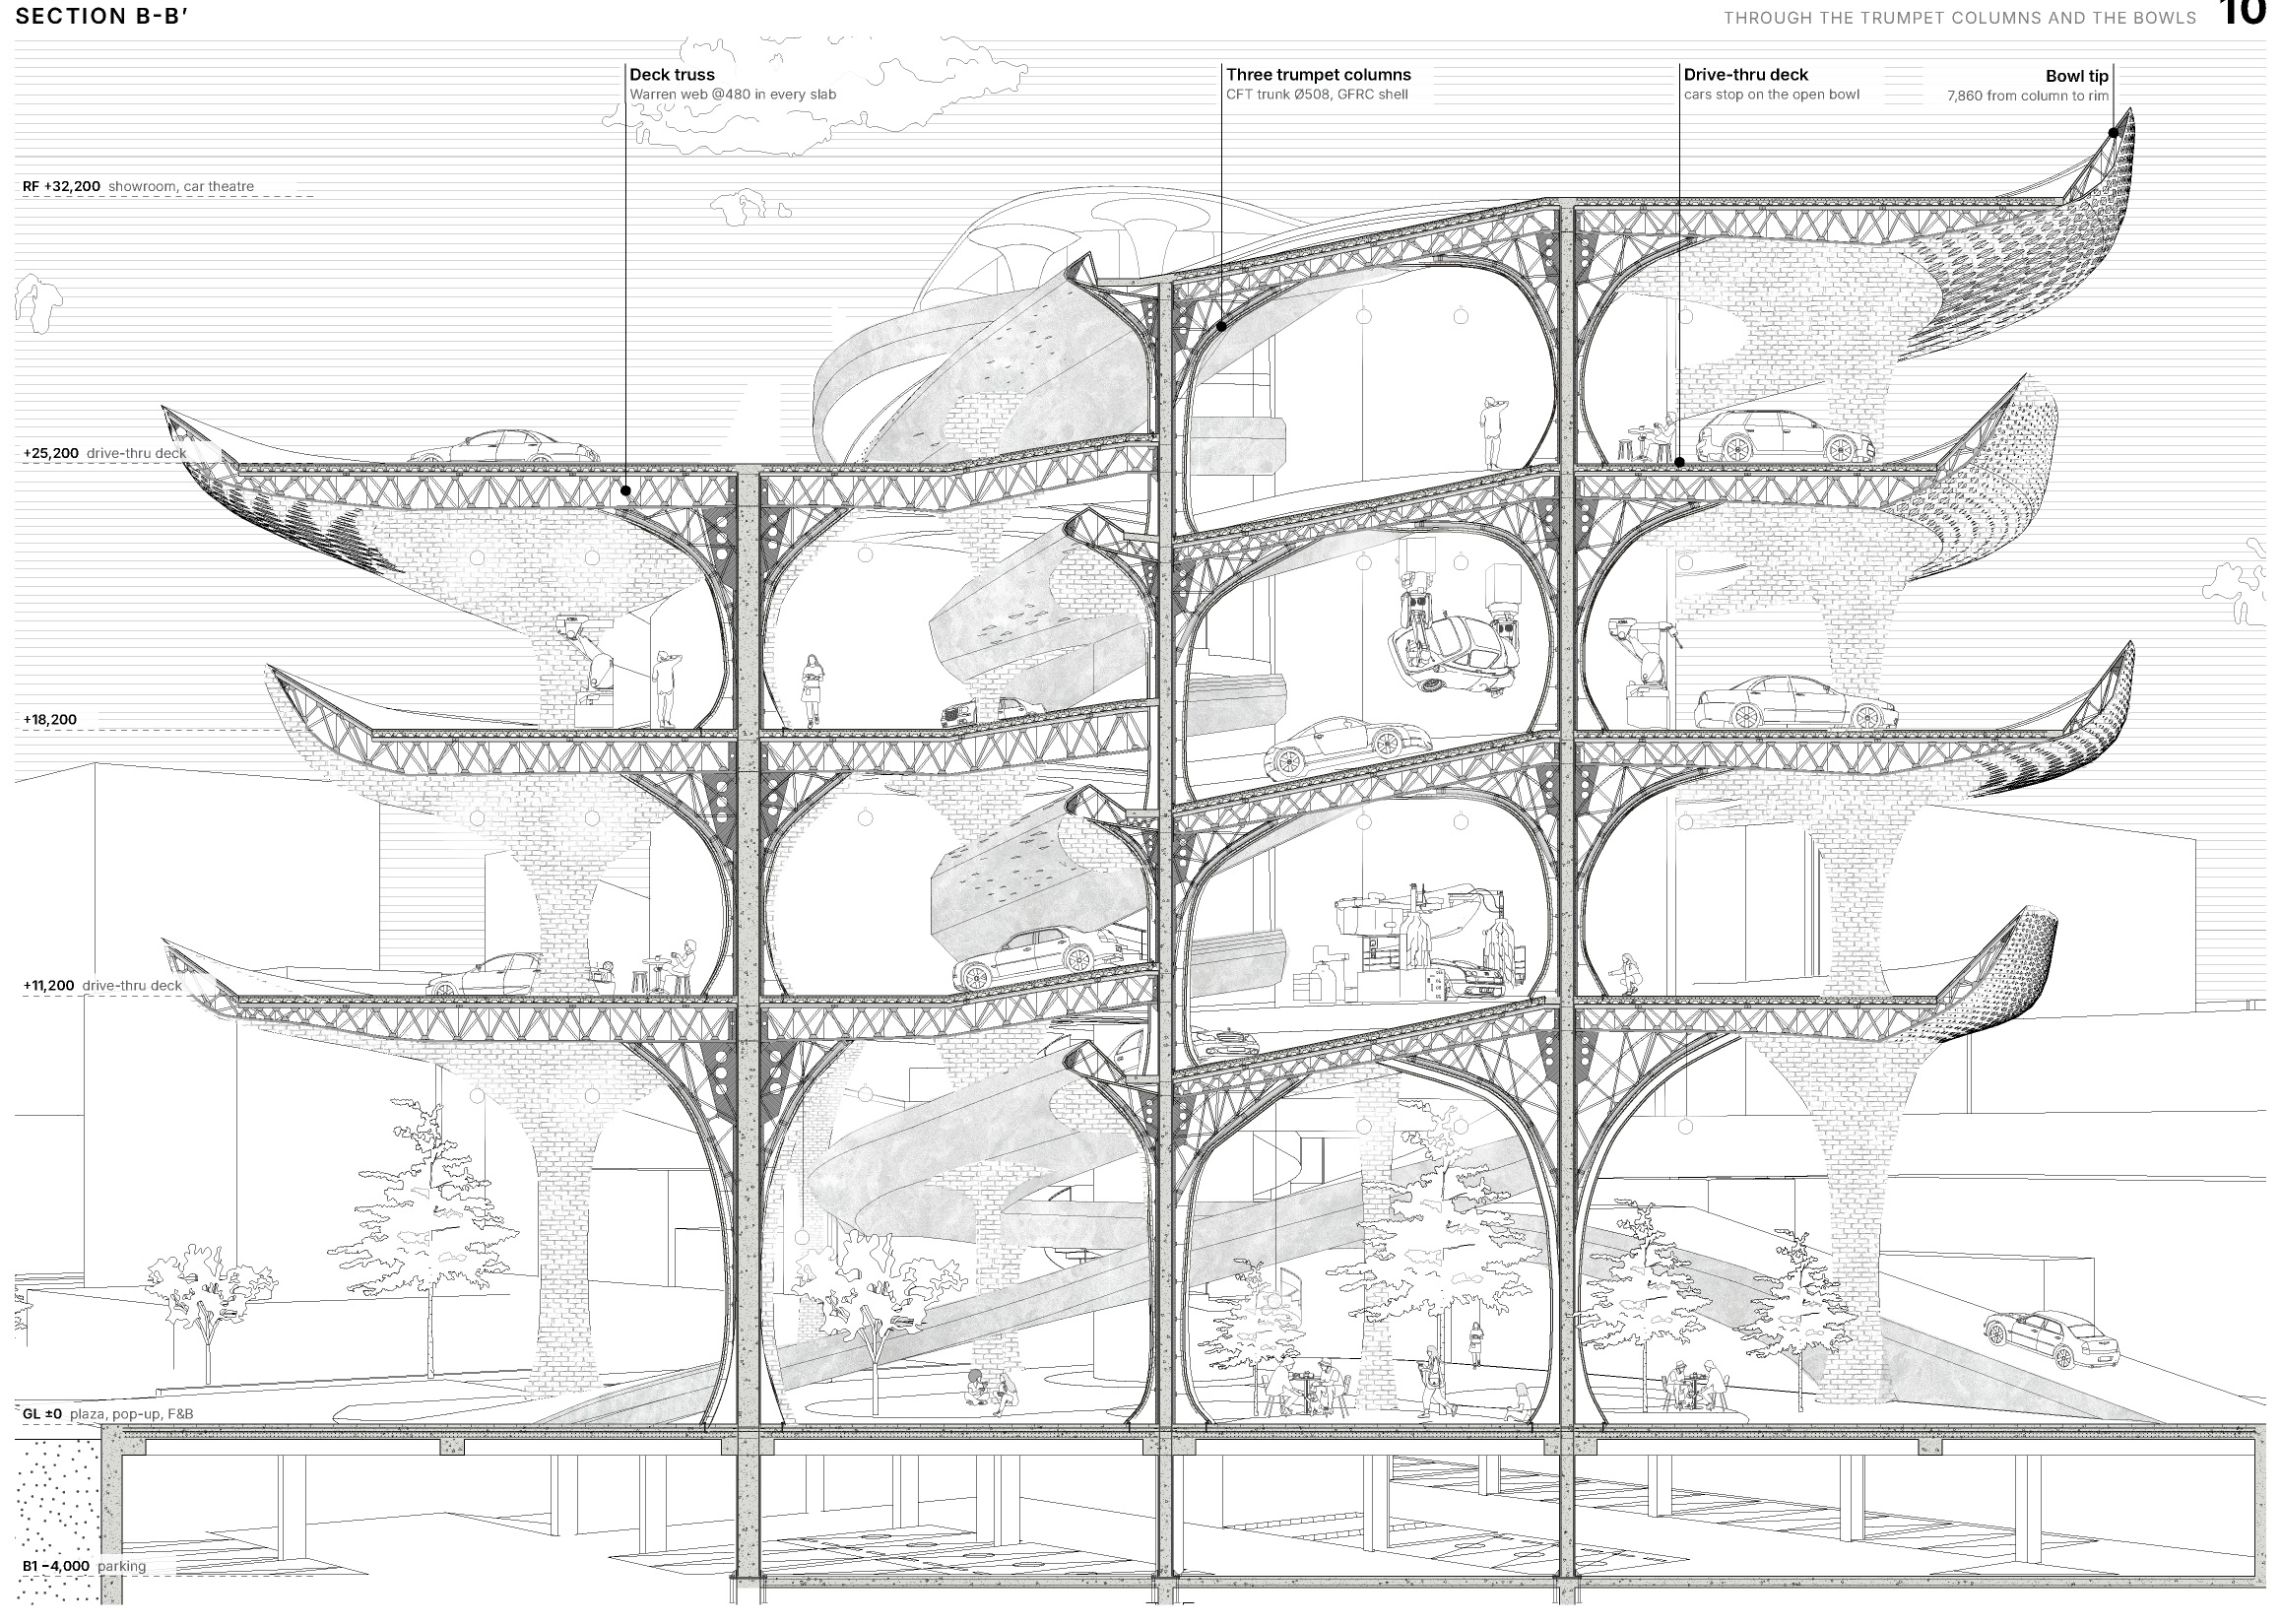 SECTION B-B′
THROUGH THE TRUMPET COLUMNS AND THE BOWLS 10
Deck truss
Warren web @480 in every slab
Three trumpet columns
CFT trunk Ø508, GFRC shell
Drive-thru deck
cars stop on the open bowl
Bowl tip
7,860 from column to rim
RF +32,200 showroom, car theatre
+25,200 drive-thru deck
+18,200
+11,200 drive-thru deck
GL ±0 plaza, pop-up, F&B
B1 −4,000 parking